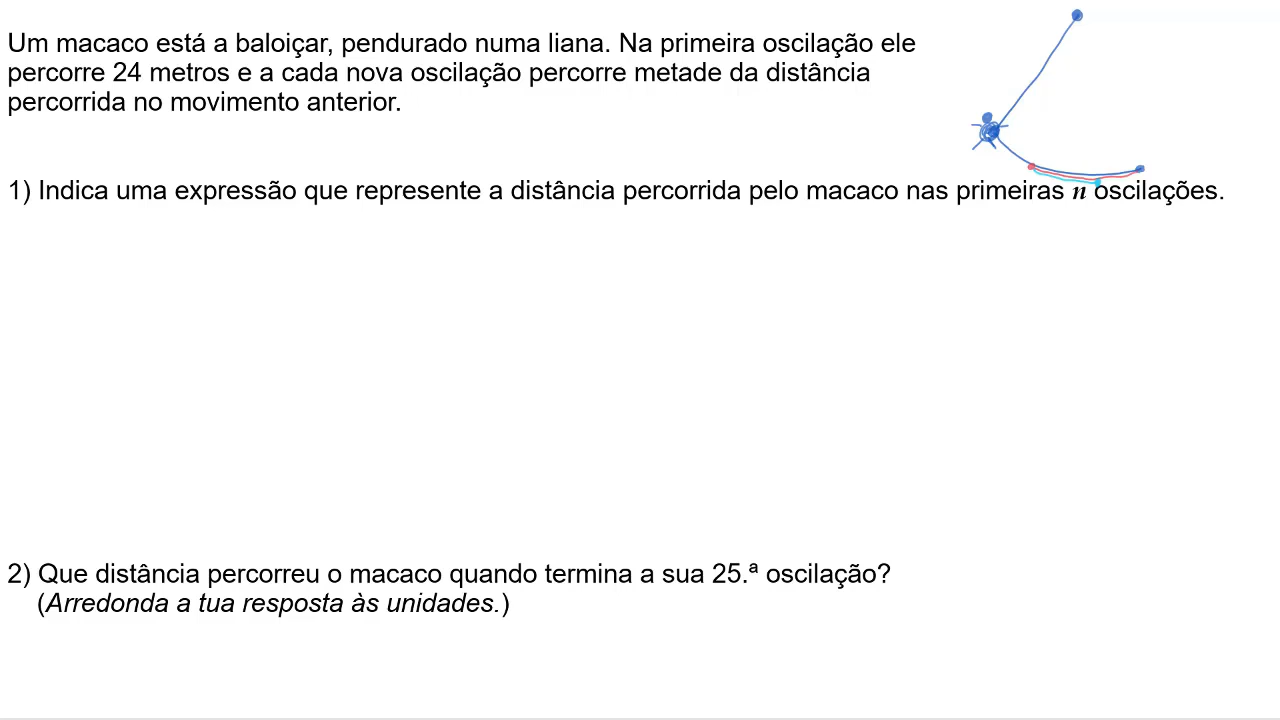 Um macaco está a baloiçar, pendurado numa liana. Na primeira oscilação ele
percorre 24 metros e a cada nova oscilação percorre metade da distância
percorrida no movimento anterior.
1) Indica uma expressão que represente a distância percorrida pelo macaco nas primeiras n oscilações.
2) Que distância percorreu o macaco quando termina a sua 25.ª oscilação?
(Arredonda a tua resposta às unidades.)